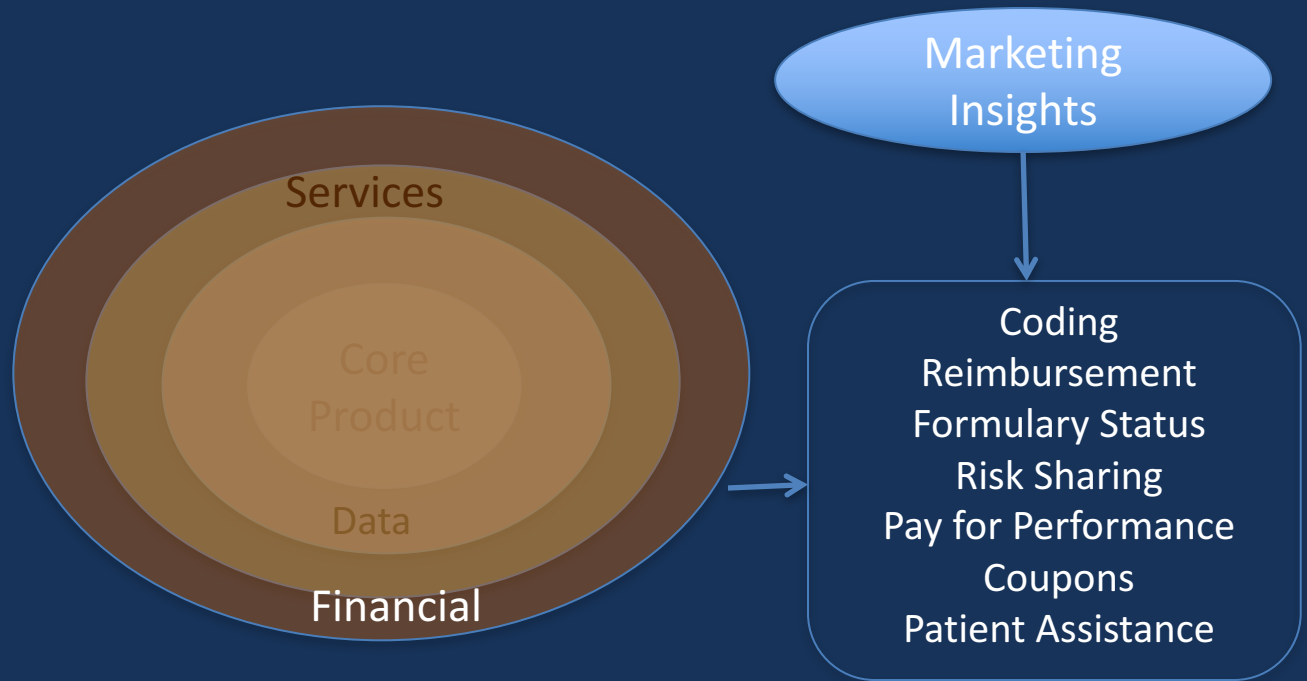 Marketing
Insights
Services
Core
Product
Data
Financial
Coding
Reimbursement
Formulary Status
Risk Sharing
Pay for Performance
Coupons
Patient Assistance